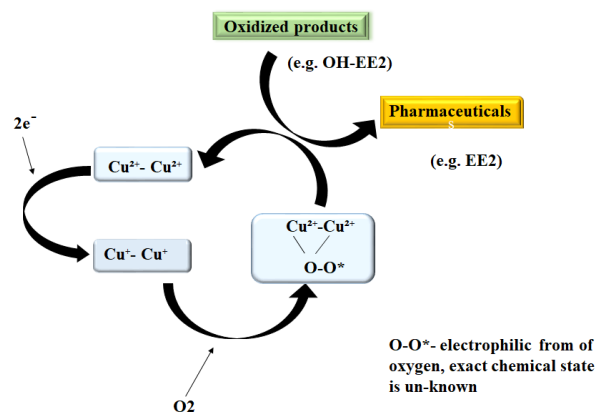 Oxidized products
(e.g. OH-EE2)
Pharmaceuticals
s
(e.g. EE2)
2e⁻
Cu²⁺- Cu²⁺
Cu⁺- Cu⁺
Cu²⁺-Cu²⁺
O-O*
O2
O-O*- electrophilic from of
oxygen, exact chemical state
is un-known